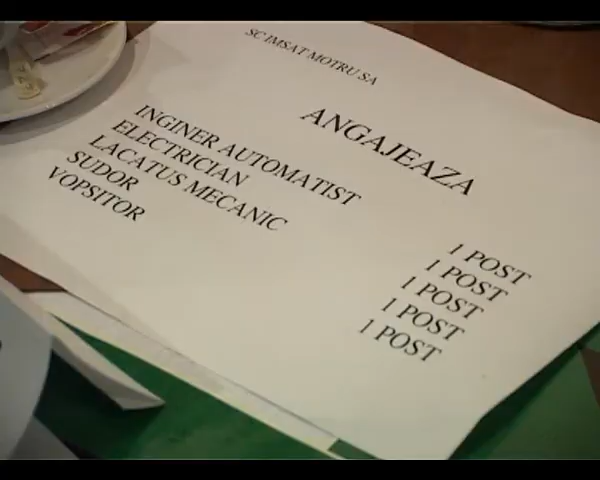 SC IMSAT MOTRU SA
ANGAJEAZA
INGINER AUTOMATIST 1 POST
ELECTRICIAN 1 POST
LACATUS MECANIC 1 POST
SUDOR 1 POST
VOPSITOR 1 POST